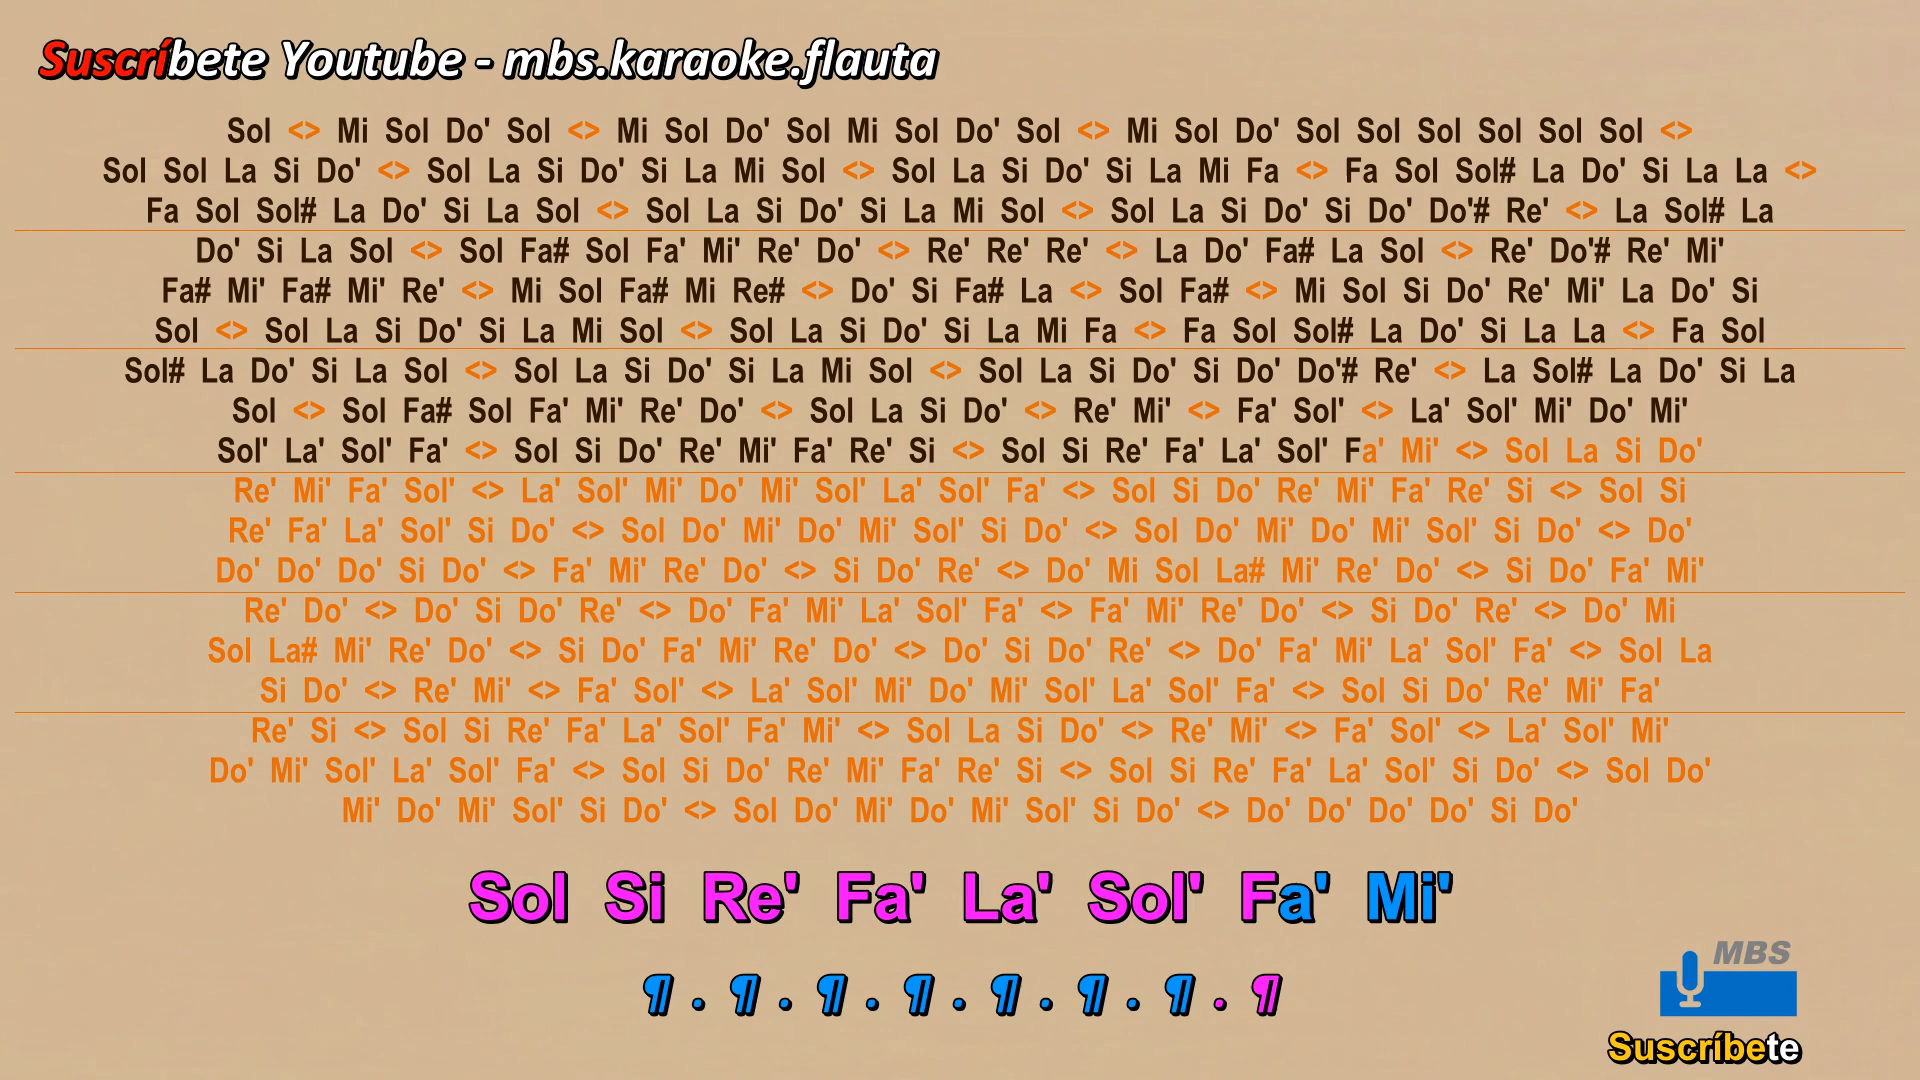 Suscríbete Youtube - mbs.karaoke.flauta
Sol <> Mi Sol Do' Sol <> Mi Sol Do' Sol Mi Sol Do' Sol <> Mi Sol Do' Sol Sol Sol Sol Sol Sol <>
Sol Sol La Si Do' <> Sol La Si Do' Si La Mi Sol <> Sol La Si Do' Si La Mi Fa <> Fa Sol Sol# La Do' Si La La <>
Fa Sol Sol# La Do' Si La Sol <> Sol La Si Do' Si La Mi Sol <> Sol La Si Do' Si Do' Do'# Re' <> La Sol# La
Do' Si La Sol <> Sol Fa# Sol Fa' Mi' Re' Do' <> Re' Re' Re' <> La Do' Fa# La Sol <> Re' Do'# Re' Mi'
Fa# Mi' Fa# Mi' Re' <> Mi Sol Fa# Mi Re# <> Do' Si Fa# La <> Sol Fa# <> Mi Sol Si Do' Re' Mi' La Do' Si
Sol <> Sol La Si Do' Si La Mi Sol <> Sol La Si Do' Si La Mi Fa <> Fa Sol Sol# La Do' Si La La <> Fa Sol
Sol# La Do' Si La Sol <> Sol La Si Do' Si La Mi Sol <> Sol La Si Do' Si Do' Do'# Re' <> La Sol# La Do' Si La
Sol <> Sol Fa# Sol Fa' Mi' Re' Do' <> Sol La Si Do' <> Re' Mi' <> Fa' Sol' <> La' Sol' Mi' Do' Mi'
Sol' La' Sol' Fa' <> Sol Si Do' Re' Mi' Fa' Re' Si <> Sol Si Re' Fa' La' Sol' Fa' Mi' <> Sol La Si Do'
Re' Mi' Fa' Sol' <> La' Sol' Mi' Do' Mi' Sol' La' Sol' Fa' <> Sol Si Do' Re' Mi' Fa' Re' Si <> Sol Si
Re' Fa' La' Sol' Si Do' <> Sol Do' Mi' Do' Mi' Sol' Si Do' <> Sol Do' Mi' Do' Mi' Sol' Si Do' <> Do'
Do' Do' Do' Si Do' <> Fa' Mi' Re' Do' <> Si Do' Re' <> Do' Mi Sol La# Mi' Re' Do' <> Si Do' Fa' Mi'
Re' Do' <> Do' Si Do' Re' <> Do' Fa' Mi' La' Sol' Fa' <> Fa' Mi' Re' Do' <> Si Do' Re' <> Do' Mi
Sol La# Mi' Re' Do' <> Si Do' Fa' Mi' Re' Do' <> Do' Si Do' Re' <> Do' Fa' Mi' La' Sol' Fa' <> Sol La
Si Do' <> Re' Mi' <> Fa' Sol' <> La' Sol' Mi' Do' Mi' Sol' La' Sol' Fa' <> Sol Si Do' Re' Mi' Fa'
Re' Si <> Sol Si Re' Fa' La' Sol' Fa' Mi' <> Sol La Si Do' <> Re' Mi' <> Fa' Sol' <> La' Sol' Mi'
Do' Mi' Sol' La' Sol' Fa' <> Sol Si Do' Re' Mi' Fa' Re' Si <> Sol Si Re' Fa' La' Sol' Si Do' <> Sol Do'
Mi' Do' Mi' Sol' Si Do' <> Sol Do' Mi' Do' Mi' Sol' Si Do' <> Do' Do' Do' Do' Si Do'
Sol Si Re' Fa' La' Sol' Fa' Mi'
¶ . ¶ . ¶ . ¶ . ¶ . ¶ . ¶ . ¶
MBS
Suscríbete